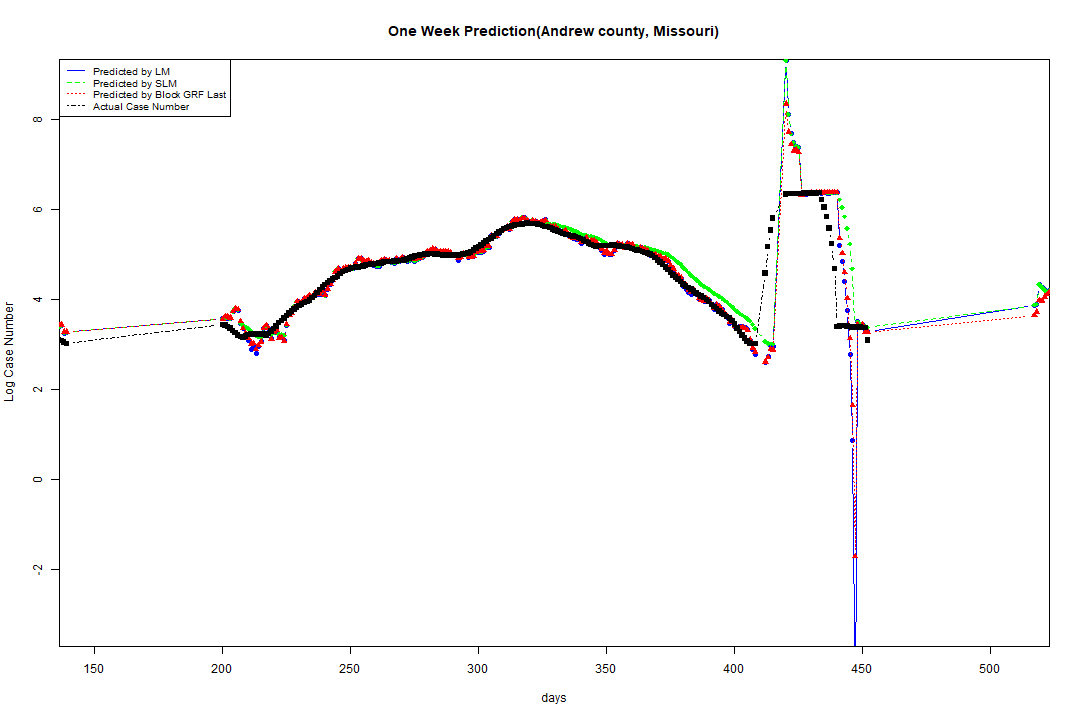 One Week Prediction(Andrew county, Missouri)
Predicted by LM
Predicted by SLM
Predicted by Block GRF Last
Actual Case Number
8
6
4
2
0
-2
Log Case Number
150 200 250 300 350 400 450 500
days